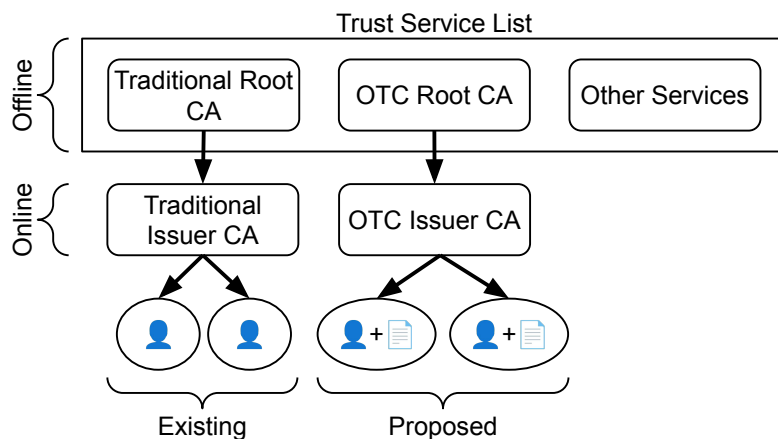 Trust Service List
Offline
Traditional Root
CA
OTC Root CA
Other Services
Online
Traditional
Issuer CA
OTC Issuer CA
+
+
Existing
Proposed